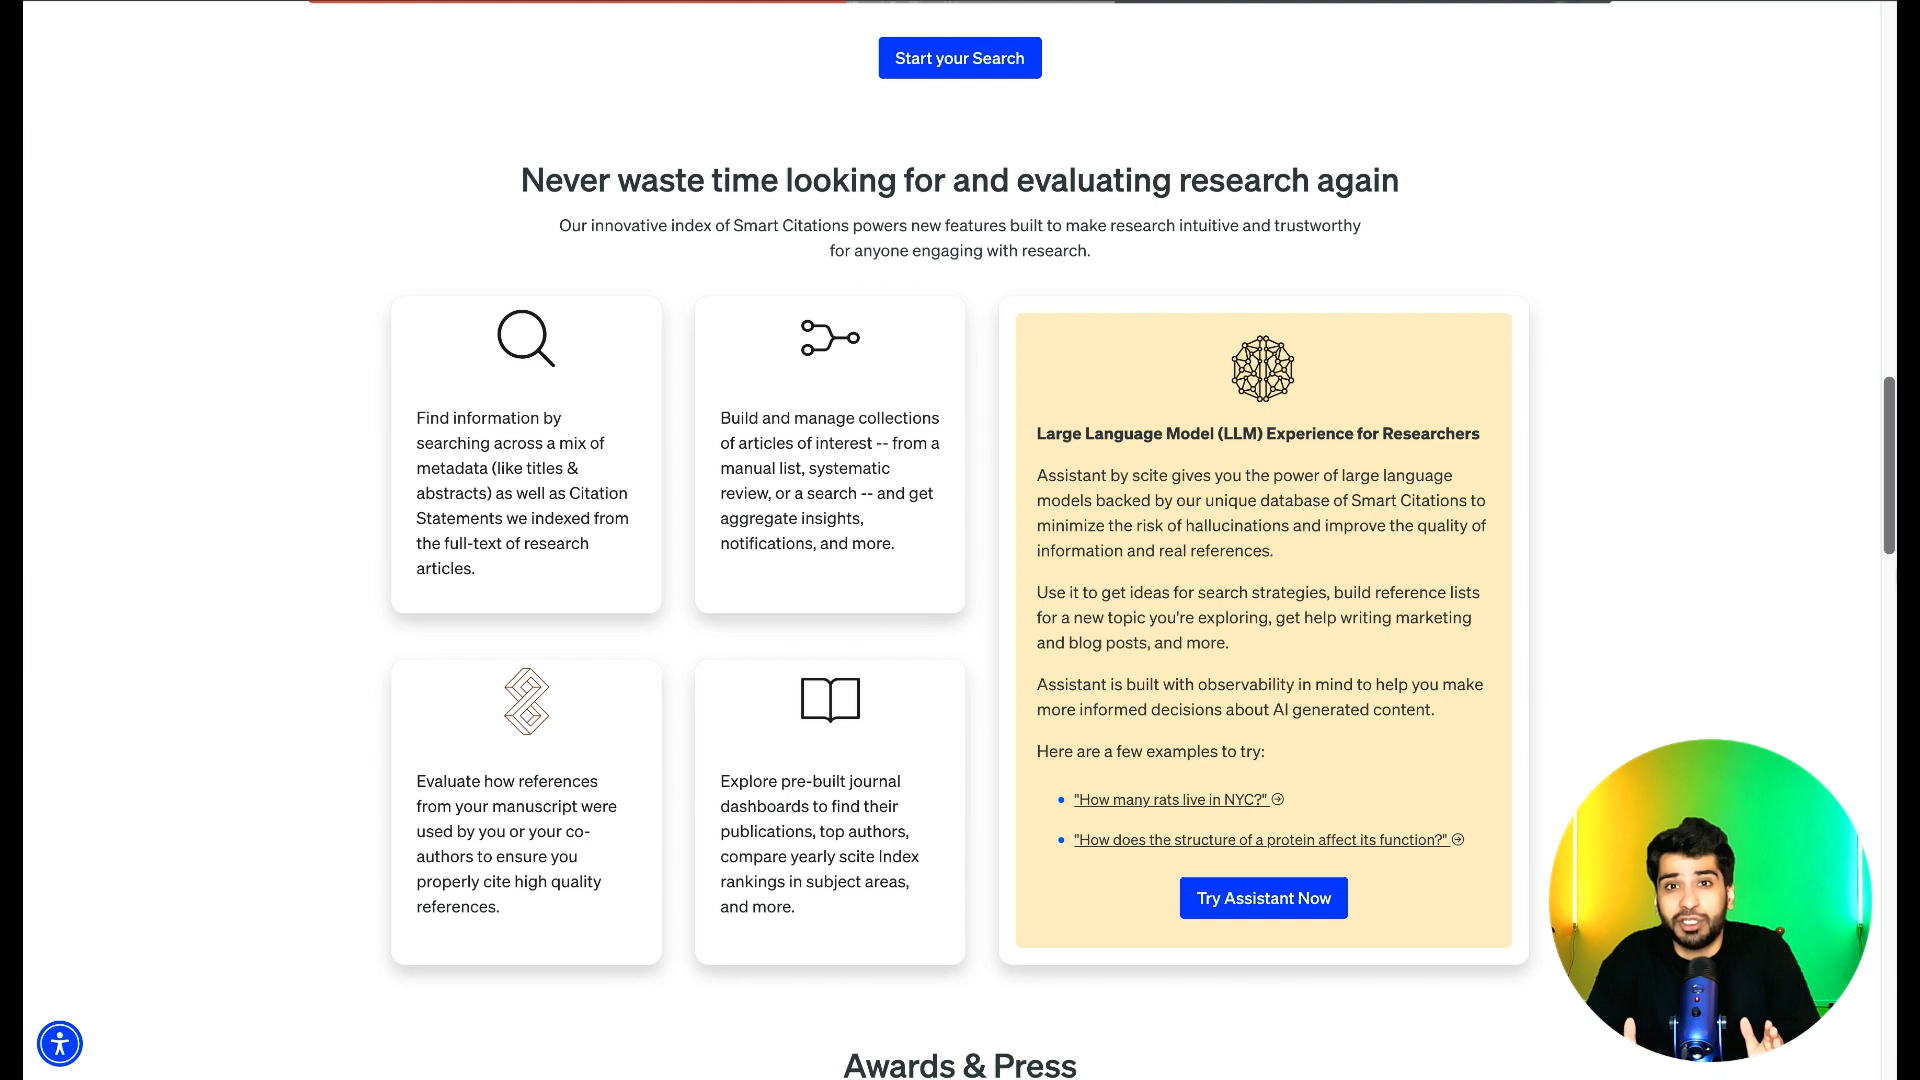 Start your Search
Never waste time looking for and evaluating research again
Our innovative index of Smart Citations powers new features built to make research intuitive and trustworthy
for anyone engaging with research.
Find information by
searching across a mix of
metadata (like titles &
abstracts) as well as Citation
Statements we indexed from
the full-text of research
articles.
Build and manage collections
of articles of interest -- from a
manual list, systematic
review, or a search -- and get
aggregate insights,
notifications, and more.
Large Language Model (LLM) Experience for Researchers
Assistant by scite gives you the power of large language
models backed by our unique database of Smart Citations to
minimize the risk of hallucinations and improve the quality of
information and real references.
Use it to get ideas for search strategies, build reference lists
for a new topic you're exploring, get help writing marketing
and blog posts, and more.
Assistant is built with observability in mind to help you make
more informed decisions about AI generated content.
Here are a few examples to try:
"How many rats live in NYC?"
"How does the structure of a protein affect its function?"
Try Assistant Now
Evaluate how references
from your manuscript were
used by you or your co-
authors to ensure you
properly cite high quality
references.
Explore pre-built journal
dashboards to find their
publications, top authors,
compare yearly scite Index
rankings in subject areas,
and more.
Awards & Press